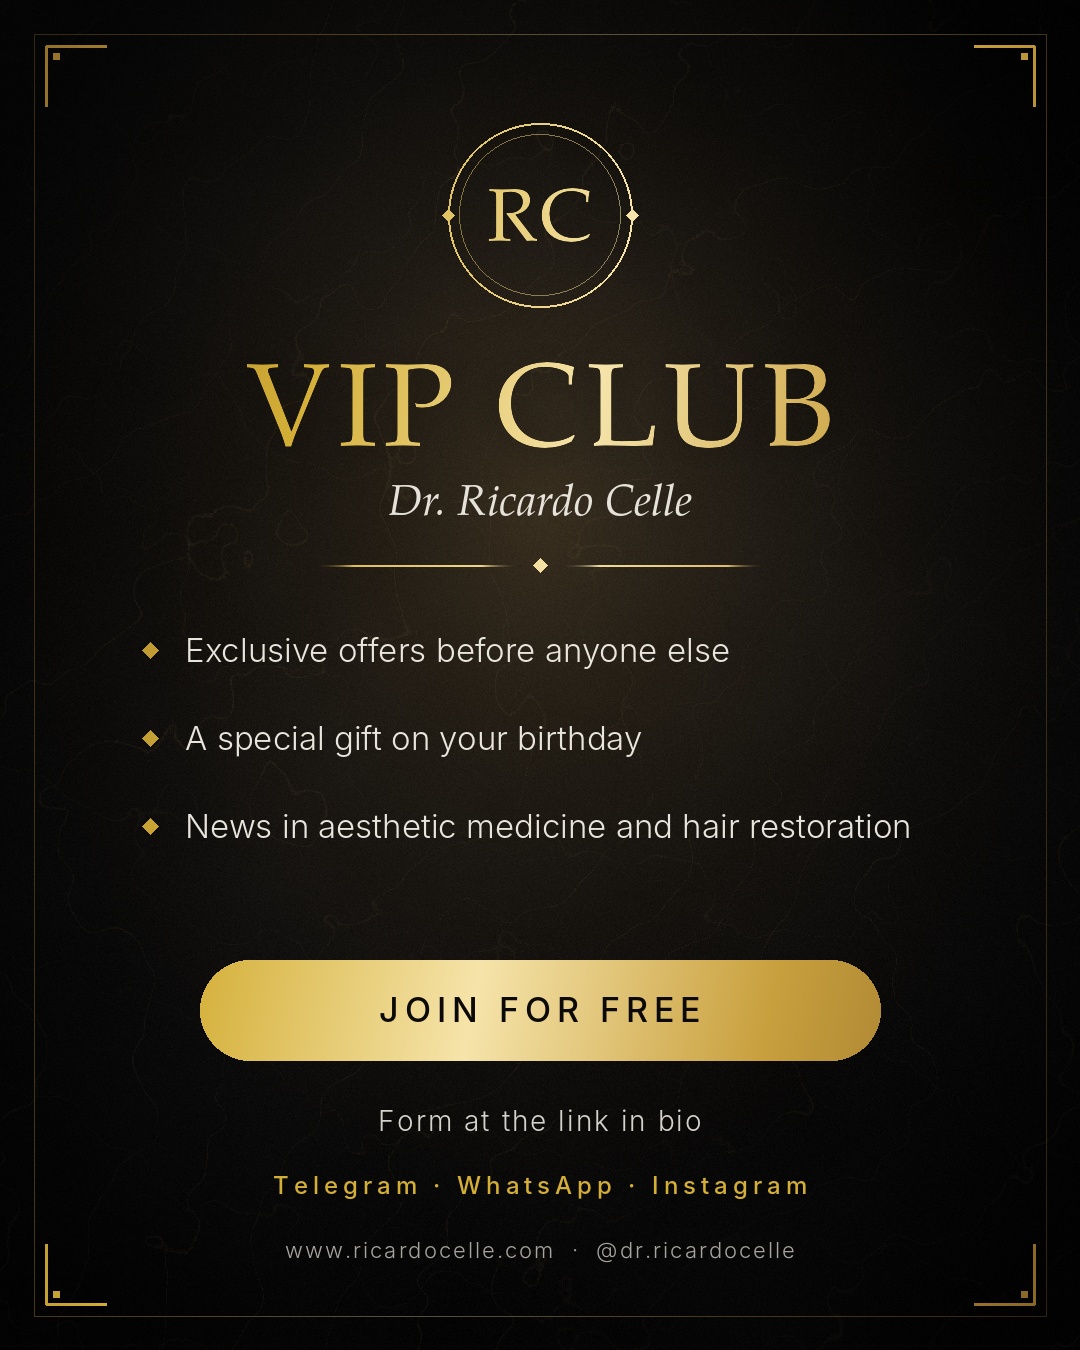 RC
VIP CLUB
Dr. Ricardo Celle
Exclusive offers before anyone else
A special gift on your birthday
News in aesthetic medicine and hair restoration
JOIN FOR FREE
Form at the link in bio
Telegram · WhatsApp · Instagram
www.ricardocelle.com · @dr.ricardocelle